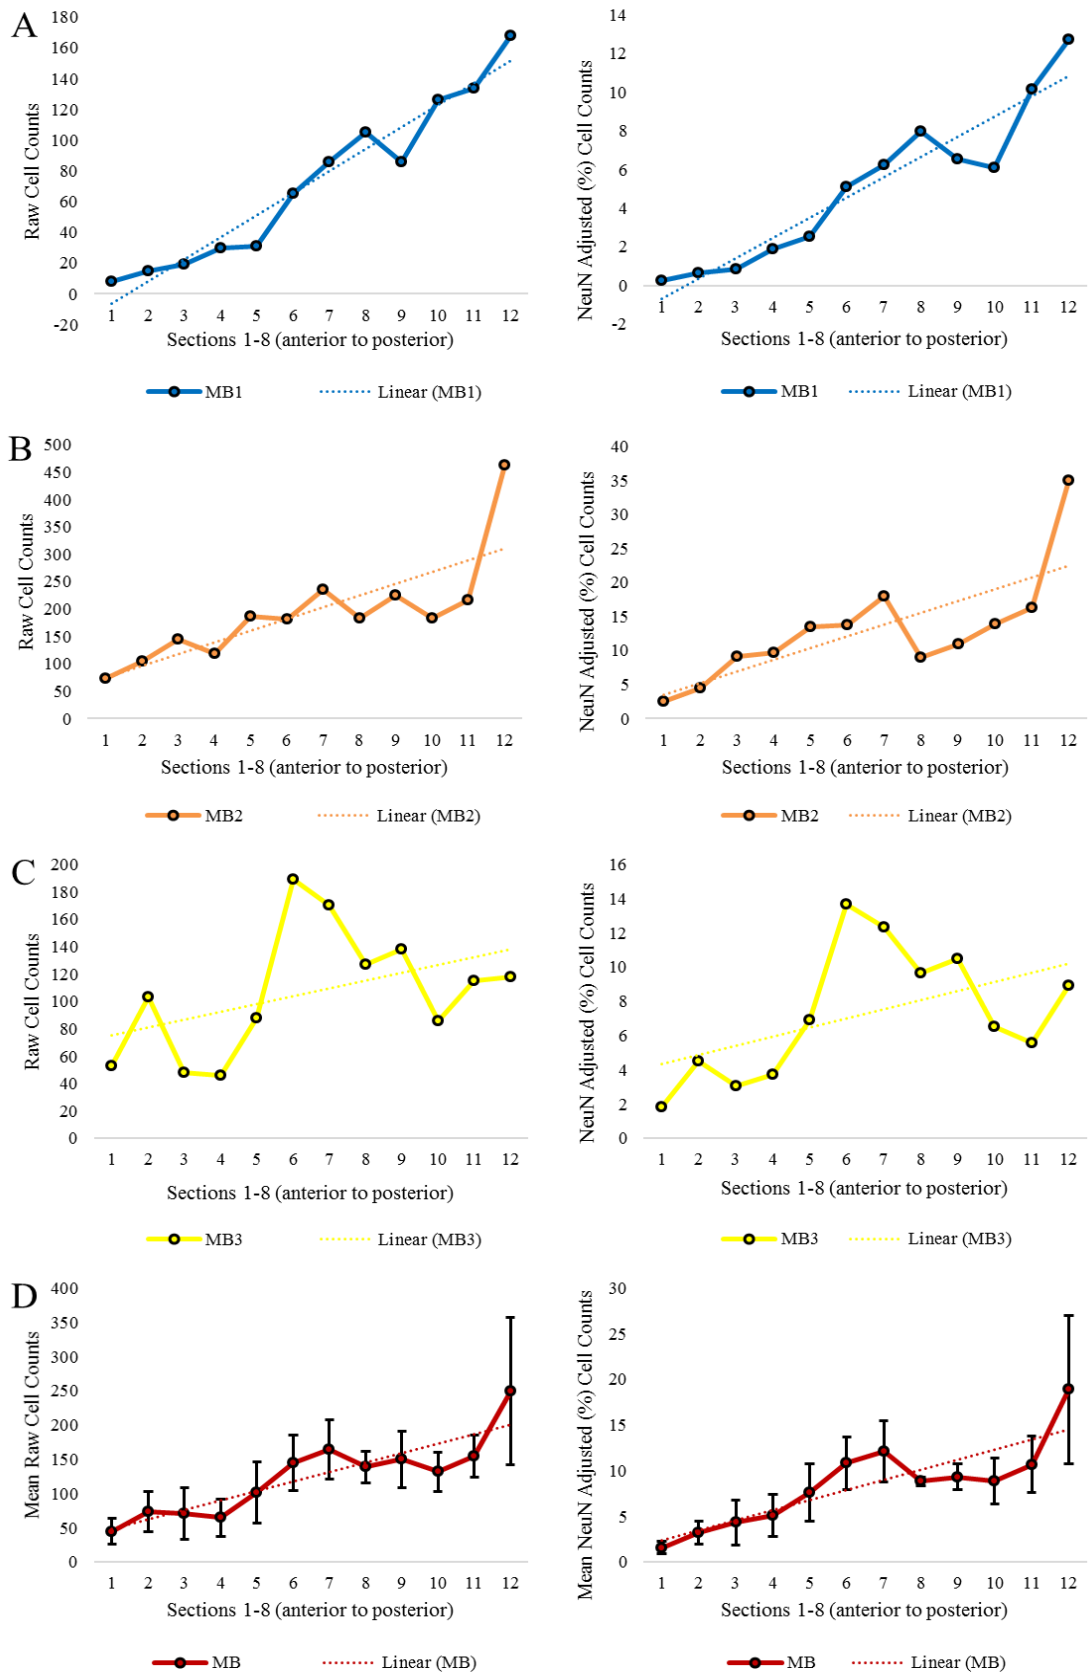 A
Raw Cell Counts
180
160
140
120
100
80
60
40
20
0
-20
1 2 3 4 5 6 7 8 9 10 11 12
Sections 1-8 (anterior to posterior)
MB1 Linear (MB1)
NeuN Adjusted (%) Cell Counts
14
12
10
8
6
4
2
0
-2
1 2 3 4 5 6 7 8 9 10 11 12
Sections 1-8 (anterior to posterior)
MB1 Linear (MB1)
B
Raw Cell Counts
500
450
400
350
300
250
200
150
100
50
0
1 2 3 4 5 6 7 8 9 10 11 12
Sections 1-8 (anterior to posterior)
MB2 Linear (MB2)
NeuN Adjusted (%) Cell Counts
40
35
30
25
20
15
10
5
0
1 2 3 4 5 6 7 8 9 10 11 12
Sections 1-8 (anterior to posterior)
MB2 Linear (MB2)
C
Raw Cell Counts
200
180
160
140
120
100
80
60
40
20
0
1 2 3 4 5 6 7 8 9 10 11 12
Sections 1-8 (anterior to posterior)
MB3 Linear (MB3)
NeuN Adjusted (%) Cell Counts
16
14
12
10
8
6
4
2
0
1 2 3 4 5 6 7 8 9 10 11 12
Sections 1-8 (anterior to posterior)
MB3 Linear (MB3)
D
Mean Raw Cell Counts
400
350
300
250
200
150
100
50
0
1 2 3 4 5 6 7 8 9 10 11 12
Sections 1-8 (anterior to posterior)
MB Linear (MB)
Mean NeuN Adjusted (%) Cell Counts
30
25
20
15
10
5
0
1 2 3 4 5 6 7 8 9 10 11 12
Sections 1-8 (anterior to posterior)
MB Linear (MB)